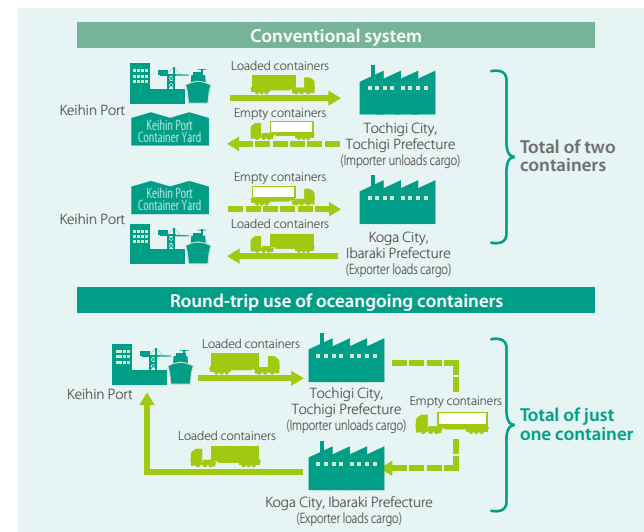 Conventional system
Loaded containers
Keihin Port
Keihin Port
Container Yard
Empty containers
Tochigi City,
Tochigi Prefecture
(Importer unloads cargo)
Total of two
containers
Keihin Port
Container Yard
Empty containers
Keihin Port
Loaded containers
Koga City,
Ibaraki Prefecture
(Exporter loads cargo)
Round-trip use of oceangoing containers
Loaded containers
Keihin Port
Tochigi City,
Tochigi Prefecture
(Importer unloads cargo)
Empty containers
Total of just
one container
Loaded containers
Koga City, Ibaraki Prefecture
(Exporter loads cargo)